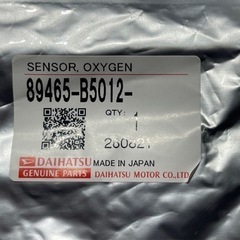 SENSOR, OXYGEN
89465-B5012-
QTY: 1
260821
DAIHATSU MADE IN JAPAN
GENUINE PARTS DAIHATSU MOTOR CO.,LTD.